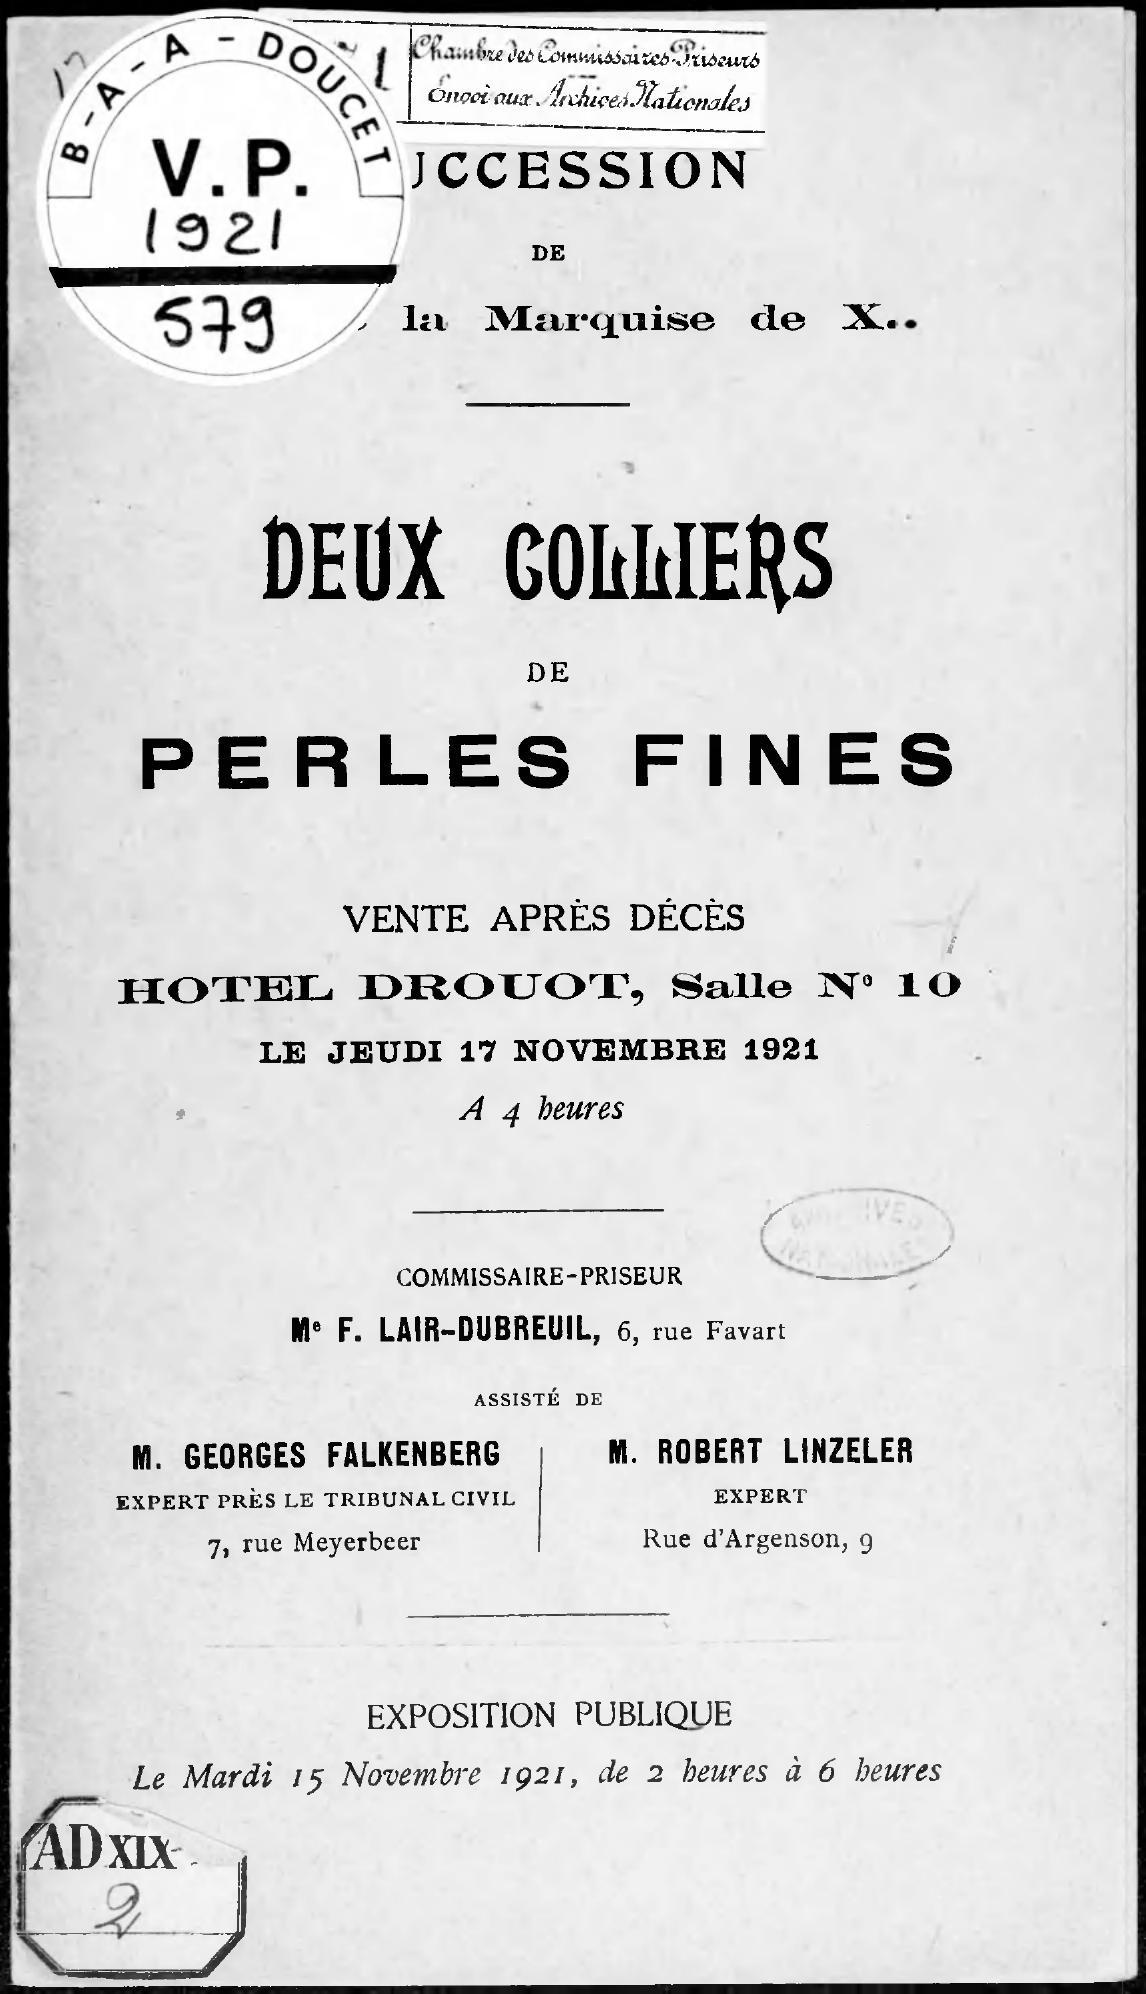 B-A-A-DOUCET
V.P.
1921
579
Chambre des Commissaires-Priseurs
Envoi aux Archives Nationales
UCCESSION
DE
la Marquise de X..
DEUX COLLIERS
DE
PERLES FINES
VENTE APRÈS DÉCÈS
HOTEL DROUOT, Salle N° 10
LE JEUDI 17 NOVEMBRE 1921
A 4 heures
ARCHIVES
NATIONALES
COMMISSAIRE-PRISEUR
Me F. LAIR-DUBREUIL, 6, rue Favart
ASSISTÉ DE
M. GEORGES FALKENBERG
EXPERT PRÈS LE TRIBUNAL CIVIL
7, rue Meyerbeer
M. ROBERT LINZELER
EXPERT
Rue d'Argenson, 9
EXPOSITION PUBLIQUE
Le Mardi 15 Novembre 1921, de 2 heures à 6 heures
AD XIX
2